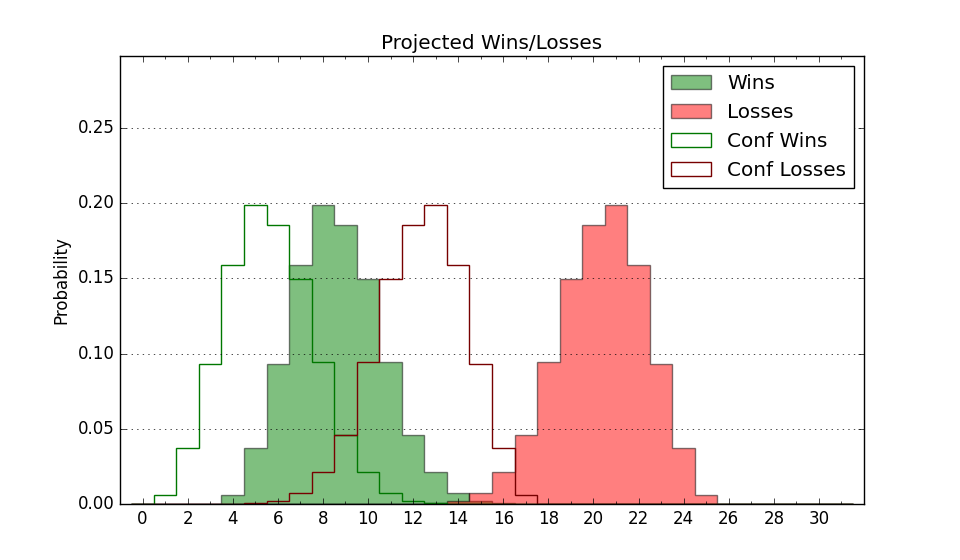 Projected Wins/Losses
Wins
Losses
Conf Wins
Conf Losses
Probability
0.25
0.20
0.15
0.10
0.05
0.00
0 2 4 6 8 10 12 14 16 18 20 22 24 26 28 30